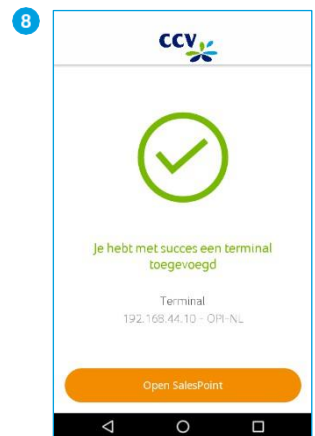 8
CCV
Je hebt met succes een terminal
toegevoegd
Terminal
192.168.44.10 - OPI-NL
Open SalesPoint